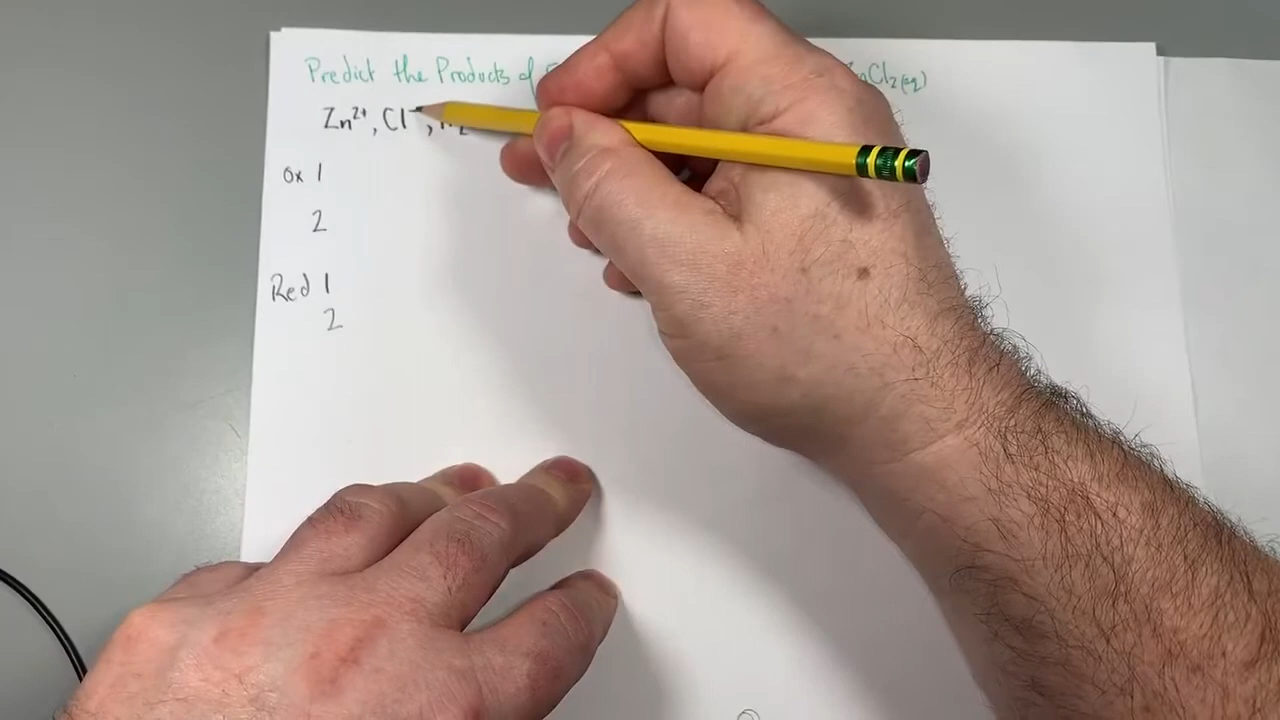 Predict the Products of ZnCl₂(aq)
Zn²⁺, Cl⁻,
Ox 1
2
Red 1
2